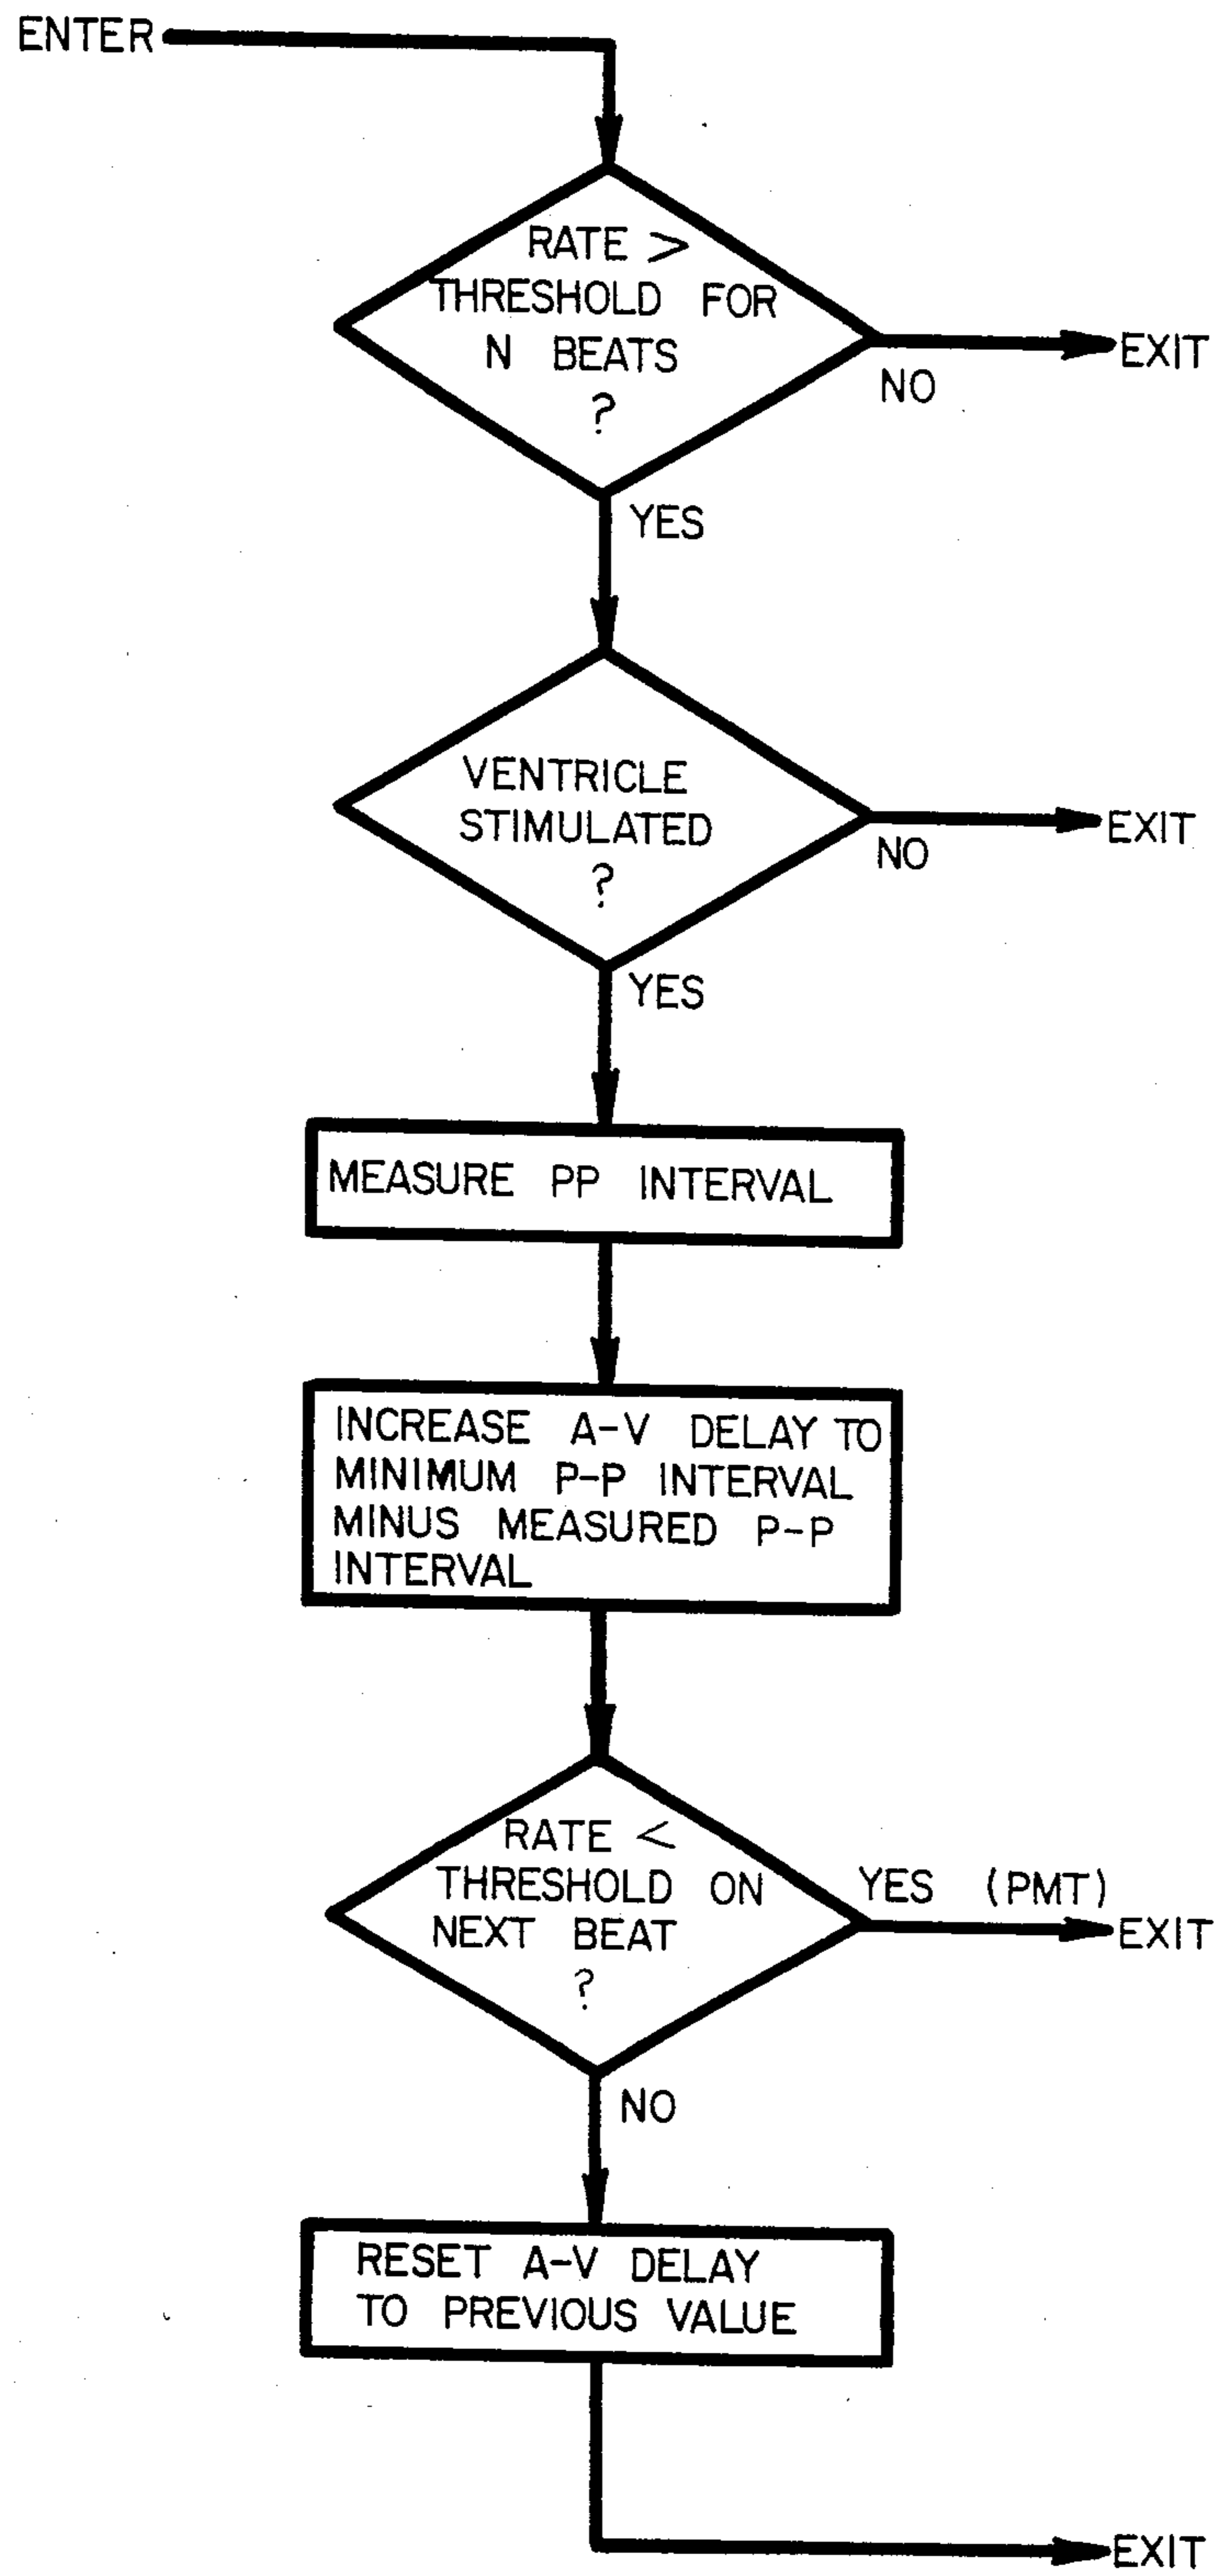 ENTER
RATE >
THRESHOLD FOR
N BEATS
?
EXIT
NO
YES
VENTRICLE
STIMULATED
?
EXIT
NO
YES
MEASURE PP INTERVAL
INCREASE A-V DELAY TO
MINIMUM P-P INTERVAL
MINUS MEASURED P-P
INTERVAL
RATE <
THRESHOLD ON
NEXT BEAT
?
YES (PMT)
EXIT
NO
RESET A-V DELAY
TO PREVIOUS VALUE
EXIT